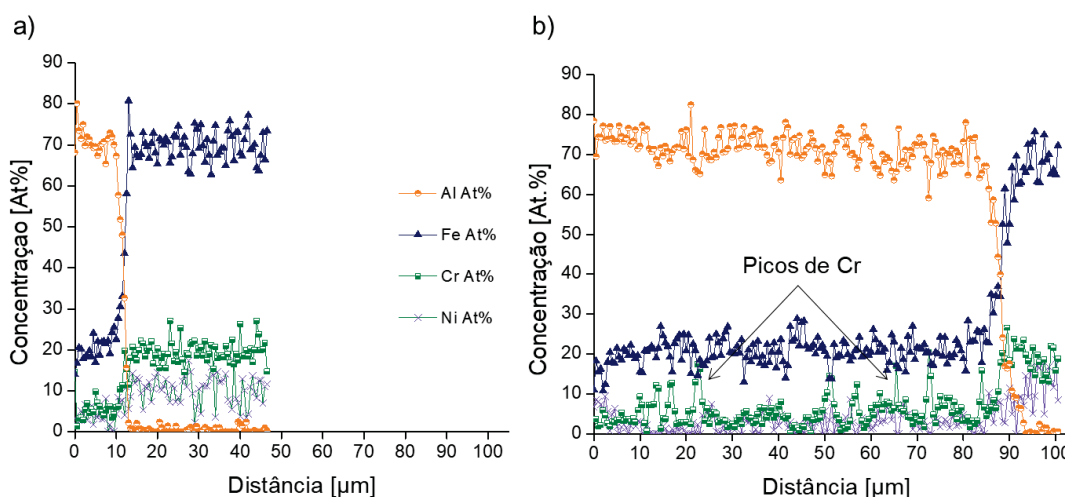 a)
90
80
70
60
50
40
30
20
10
0
Concentraçao [At%]
0 10 20 30 40 50 60 70 80 90 100
Distância [µm]
Al At%
Fe At%
Cr At%
Ni At%
b)
90
80
70
60
50
40
30
20
10
0
Concentração [At.%]
Picos de Cr
0 10 20 30 40 50 60 70 80 90 100
Distância [µm]